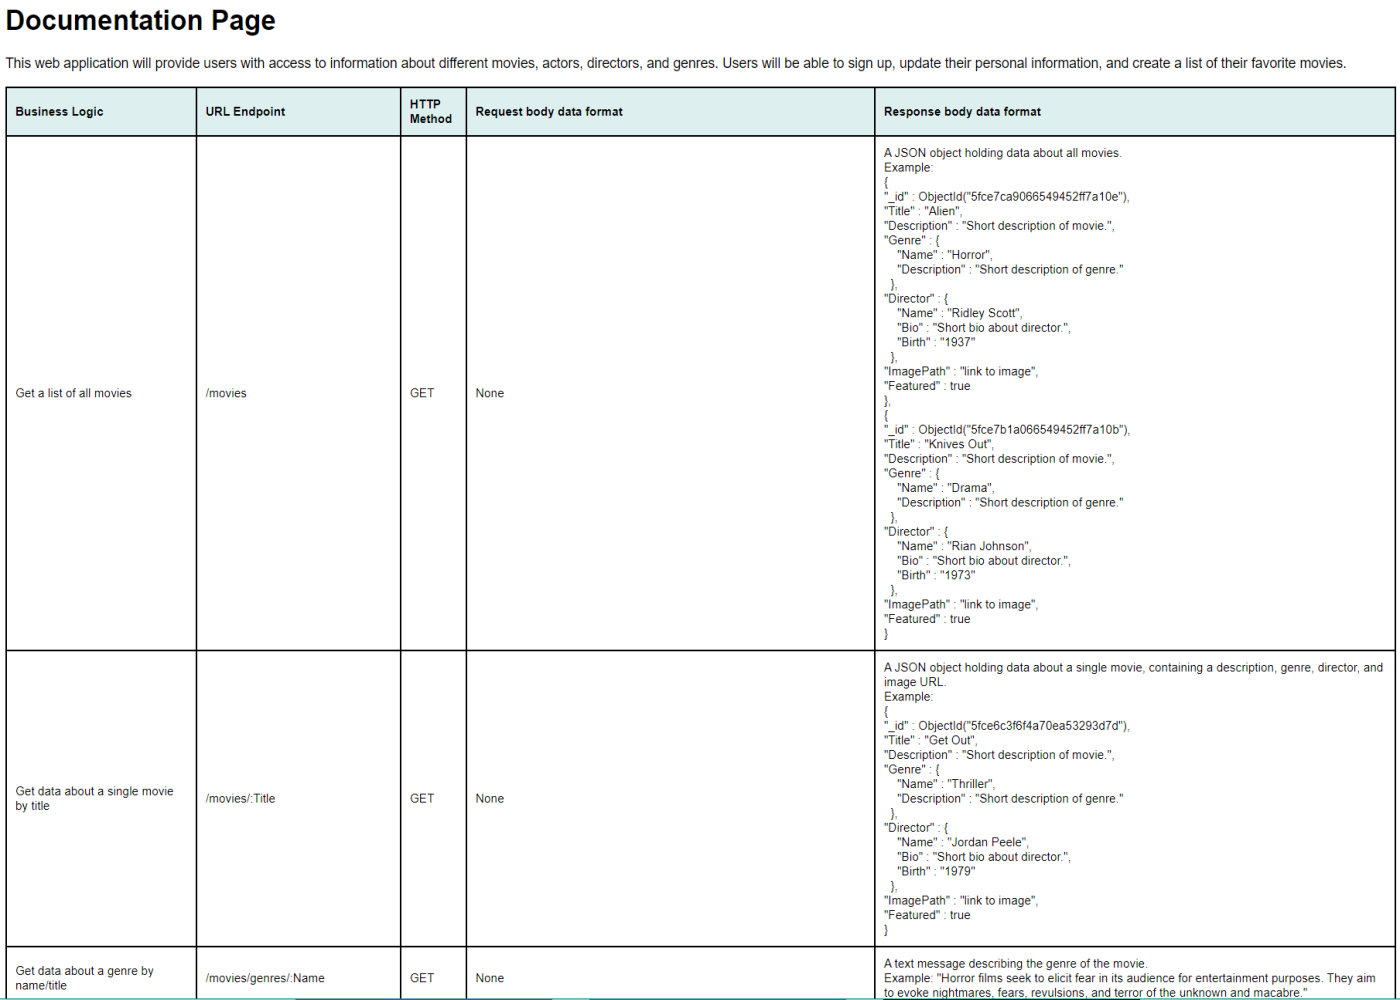 Documentation Page
This web application will provide users with access to information about different movies, actors, directors, and genres. Users will be able to sign up, update their personal information, and create a list of their favorite movies.
Business Logic
URL Endpoint
HTTP
Method
Request body data format
Response body data format
Get a list of all movies
/movies
GET
None
A JSON object holding data about all movies.
Example:
{
"_id" : ObjectId("5fce7ca9066549452ff7a10e"),
"Title" : "Alien",
"Description" : "Short description of movie.",
"Genre" : {
"Name" : "Horror",
"Description" : "Short description of genre."
},
"Director" : {
"Name" : "Ridley Scott",
"Bio" : "Short bio about director.",
"Birth" : "1937"
},
"ImagePath" : "link to image",
"Featured" : true
},
{
"_id" : ObjectId("5fce7b1a066549452ff7a10b"),
"Title" : "Knives Out",
"Description" : "Short description of movie.",
"Genre" : {
"Name" : "Drama",
"Description" : "Short description of genre."
},
"Director" : {
"Name" : "Rian Johnson",
"Bio" : "Short bio about director.",
"Birth" : "1973"
},
"ImagePath" : "link to image",
"Featured" : true
}
Get data about a single movie
by title
/movies/:Title
GET
None
A JSON object holding data about a single movie, containing a description, genre, director, and
image URL.
Example:
{
"_id" : ObjectId("5fce6c3f6f4a70ea53293d7d"),
"Title" : "Get Out",
"Description" : "Short description of movie.",
"Genre" : {
"Name" : "Thriller",
"Description" : "Short description of genre."
},
"Director" : {
"Name" : "Jordan Peele",
"Bio" : "Short bio about director.",
"Birth" : "1979"
},
"ImagePath" : "link to image",
"Featured" : true
}
Get data about a genre by
name/title
/movies/genres/:Name
GET
None
A text message describing the genre of the movie.
Example: "Horror films seek to elicit fear in its audience for entertainment purposes. They aim
to evoke nightmares, fears, revulsions, and terror of the unknown and macabre."